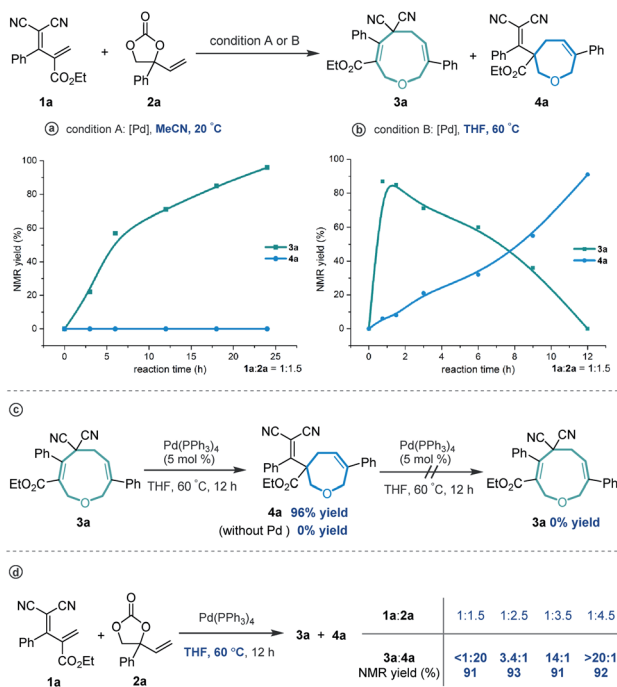 NC CN
Ph
CO₂Et
1a
+
O
O O
Ph
2a
condition A or B
NC CN
Ph
EtO₂C
O
Ph
3a
+
NC CN
Ph
EtO₂C
O
Ph
4a
ⓐ condition A: [Pd], MeCN, 20 °C
ⓑ condition B: [Pd], THF, 60 °C
NMR yield (%)
100
80
60
40
20
0
3a
4a
0 5 10 15 20 25
reaction time (h) 1a:2a = 1:1.5
NMR yield (%)
100
80
60
40
20
0
3a
4a
0 2 4 6 8 10 12
reaction time (h) 1a:2a = 1:1.5
ⓒ
NC CN
Ph
EtO₂C
O
Ph
3a
Pd(PPh₃)₄
(5 mol %)
THF, 60 °C, 12 h
NC CN
Ph
EtO₂C
O
Ph
4a 96% yield
(without Pd ) 0% yield
Pd(PPh₃)₄
(5 mol %)
THF, 60 °C, 12 h
NC CN
Ph
EtO₂C
O
Ph
3a 0% yield
ⓓ
NC CN
Ph
CO₂Et
1a
+
O
O O
Ph
2a
Pd(PPh₃)₄
THF, 60 °C, 12 h
3a + 4a
1a:2a 1:1.5 1:2.5 1:3.5 1:4.5
3a:4a <1:20 3.4:1 14:1 >20:1
NMR yield (%) 91 93 91 92